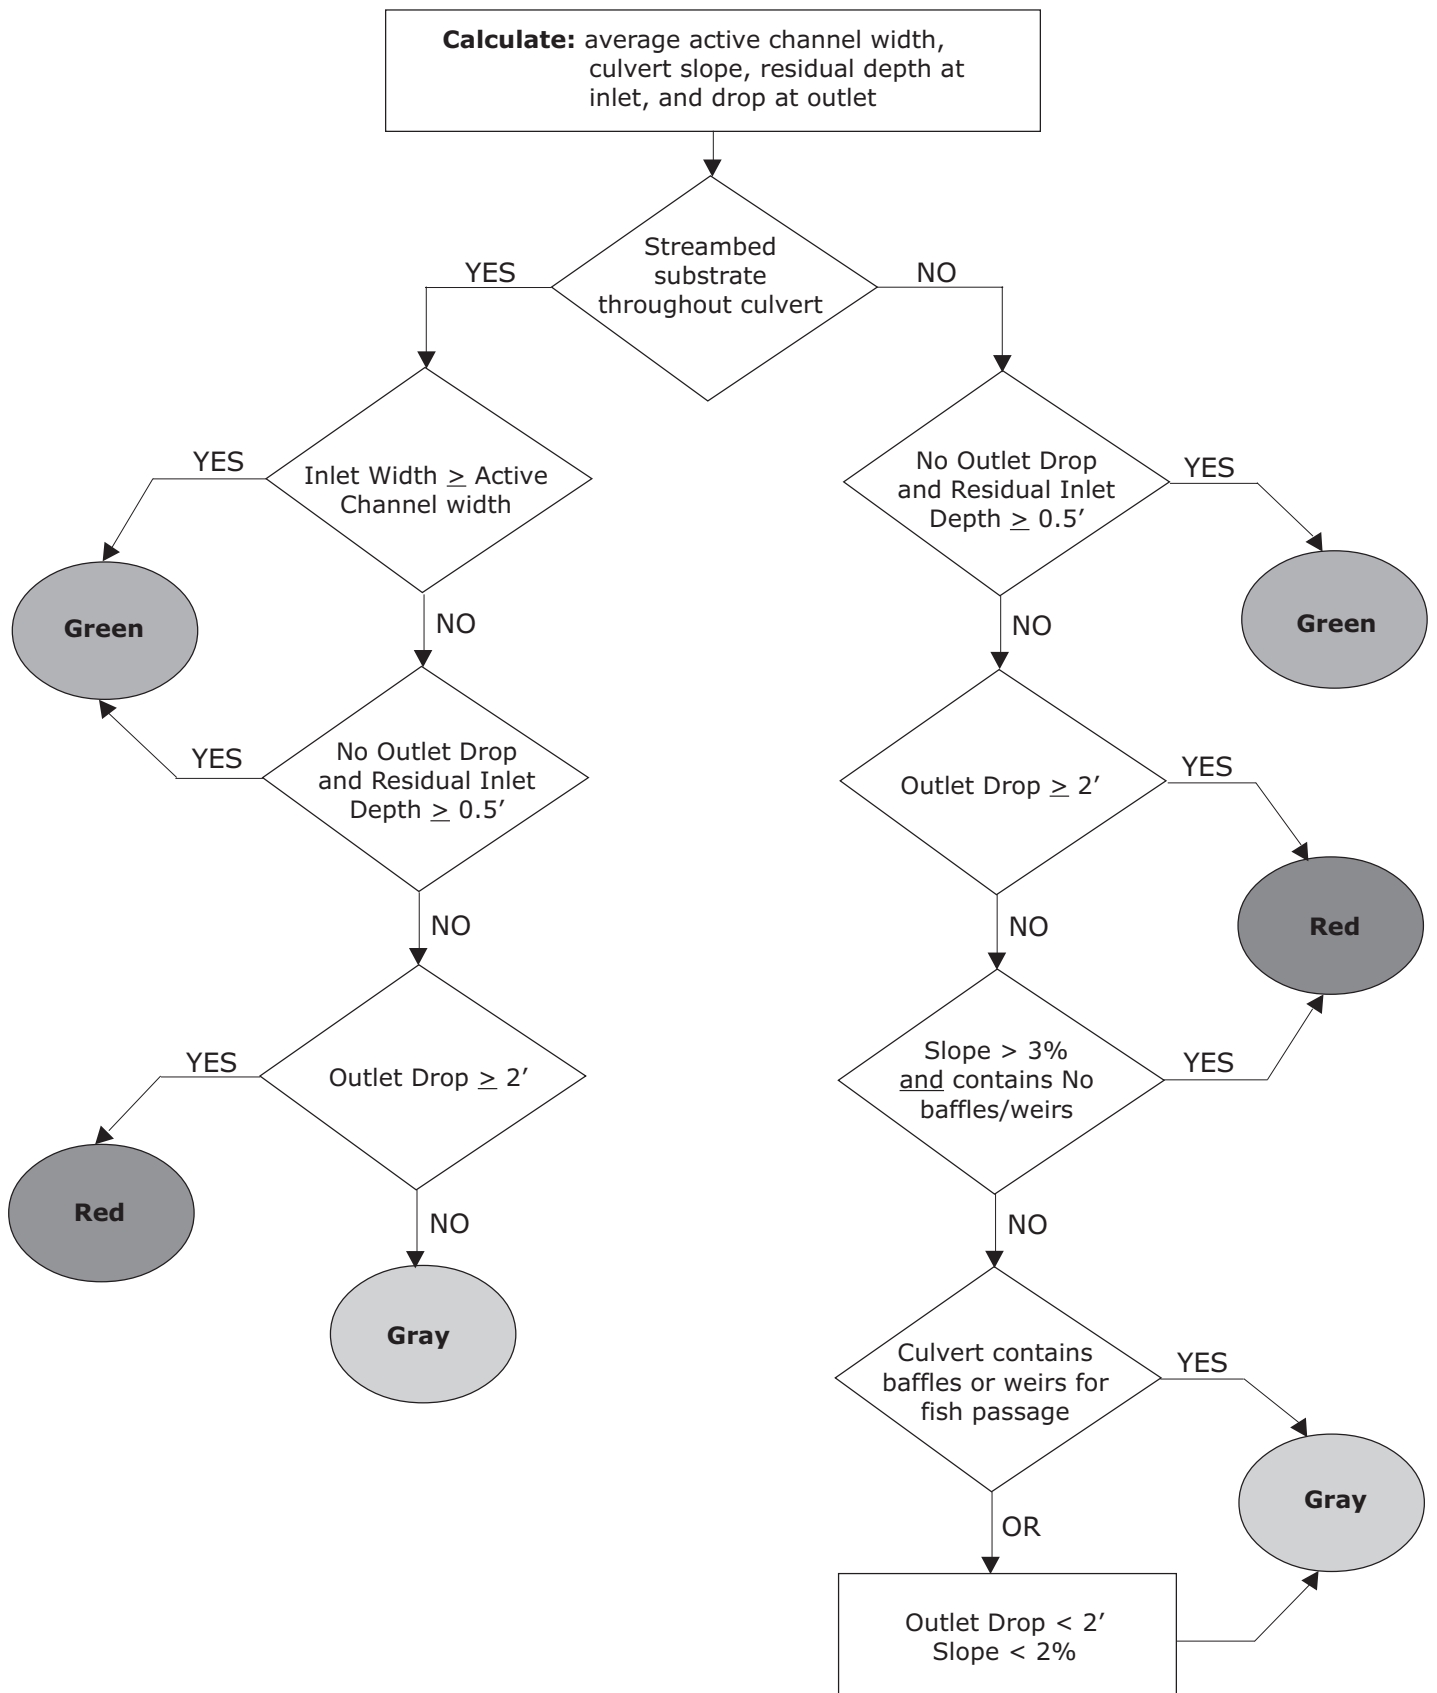 Calculate: average active channel width,
culvert slope, residual depth at
inlet, and drop at outlet
Streambed
substrate
throughout culvert
YES
NO
Inlet Width ≥ Active
Channel width
YES
NO
Green
No Outlet Drop
and Residual Inlet
Depth ≥ 0.5′
YES
NO
Outlet Drop ≥ 2′
YES
NO
Red
Gray
No Outlet Drop
and Residual Inlet
Depth ≥ 0.5′
YES
NO
Green
Outlet Drop ≥ 2′
YES
NO
Red
Slope > 3%
and contains No
baffles/weirs
YES
NO
Culvert contains
baffles or weirs for
fish passage
YES
OR
Gray
Outlet Drop < 2′
Slope < 2%